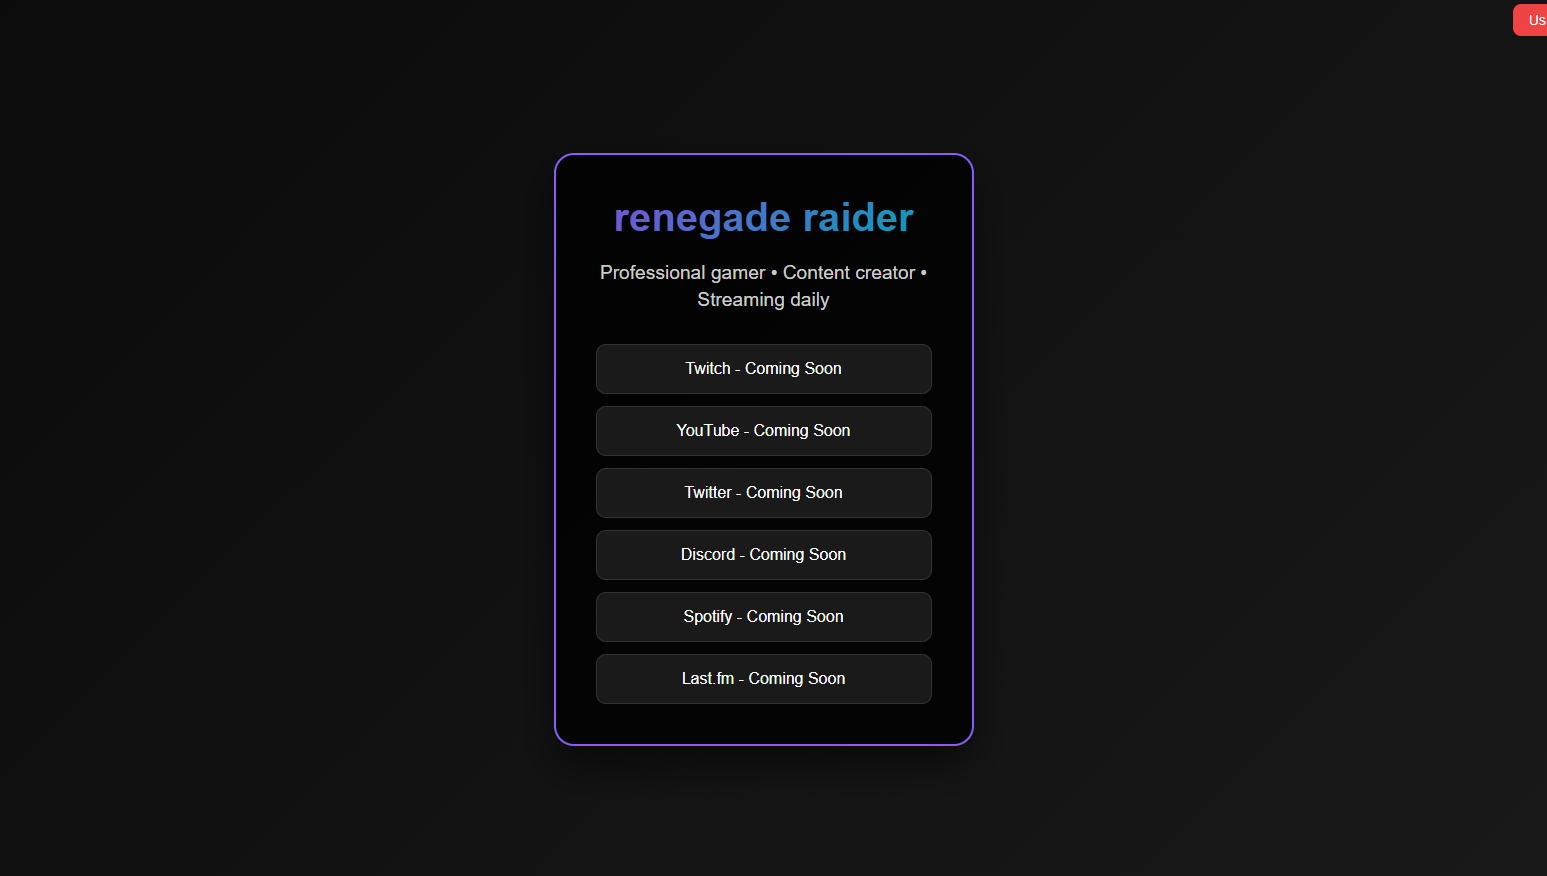 Us
renegade raider
Professional gamer • Content creator •
Streaming daily
Twitch - Coming Soon
YouTube - Coming Soon
Twitter - Coming Soon
Discord - Coming Soon
Spotify - Coming Soon
Last.fm - Coming Soon